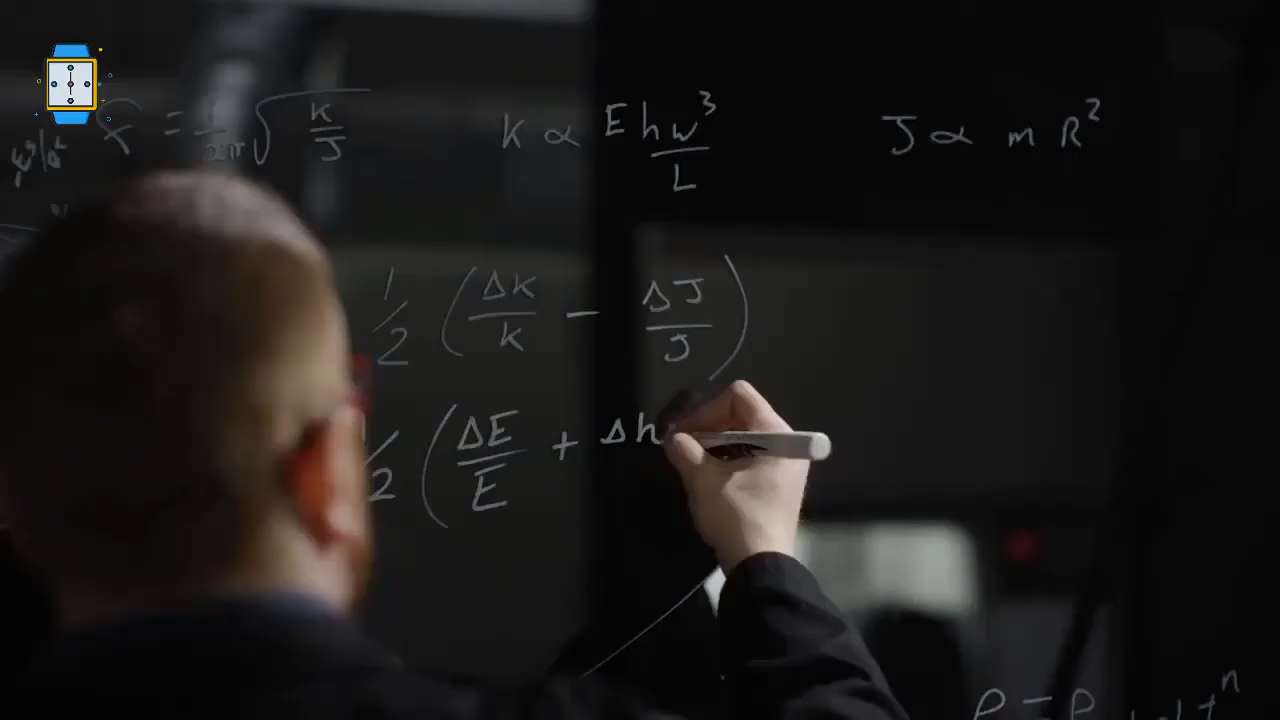 f = 1/2π √(K/J)    K ∝ E h w³/L    J ∝ m R²
1/2 (ΔK/K − ΔJ/J)
1/2 (ΔE/E + Δh